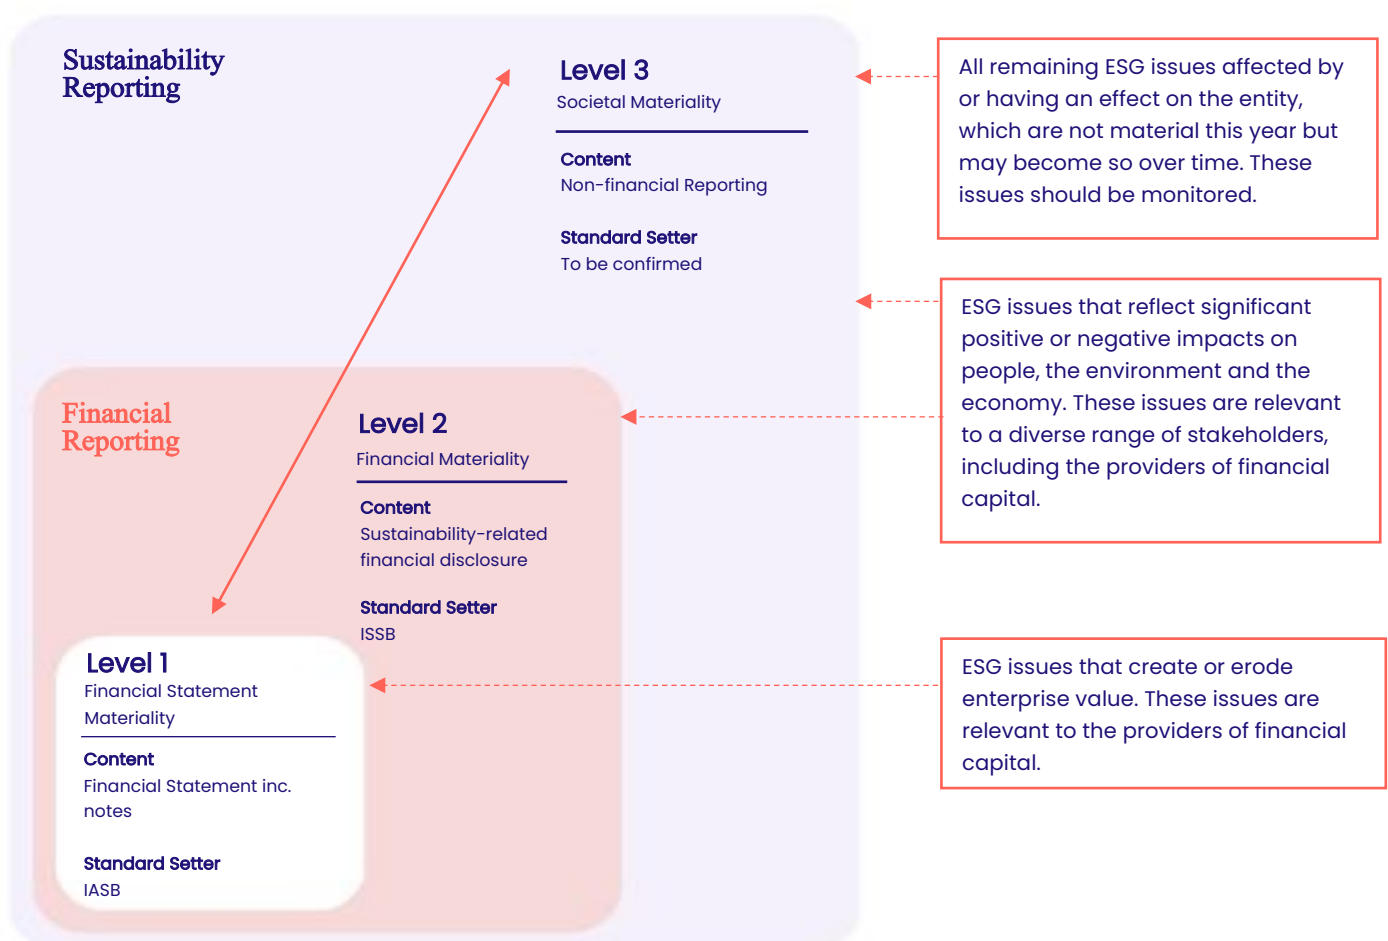 Sustainability
Reporting
Level 3
Societal Materiality
Content
Non-financial Reporting
Standard Setter
To be confirmed
All remaining ESG issues affected by
or having an effect on the entity,
which are not material this year but
may become so over time. These
issues should be monitored.
ESG issues that reflect significant
positive or negative impacts on
people, the environment and the
economy. These issues are relevant
to a diverse range of stakeholders,
including the providers of financial
capital.
Financial
Reporting
Level 2
Financial Materiality
Content
Sustainability-related
financial disclosure
Standard Setter
ISSB
Level 1
Financial Statement
Materiality
Content
Financial Statement inc.
notes
Standard Setter
IASB
ESG issues that create or erode
enterprise value. These issues are
relevant to the providers of financial
capital.